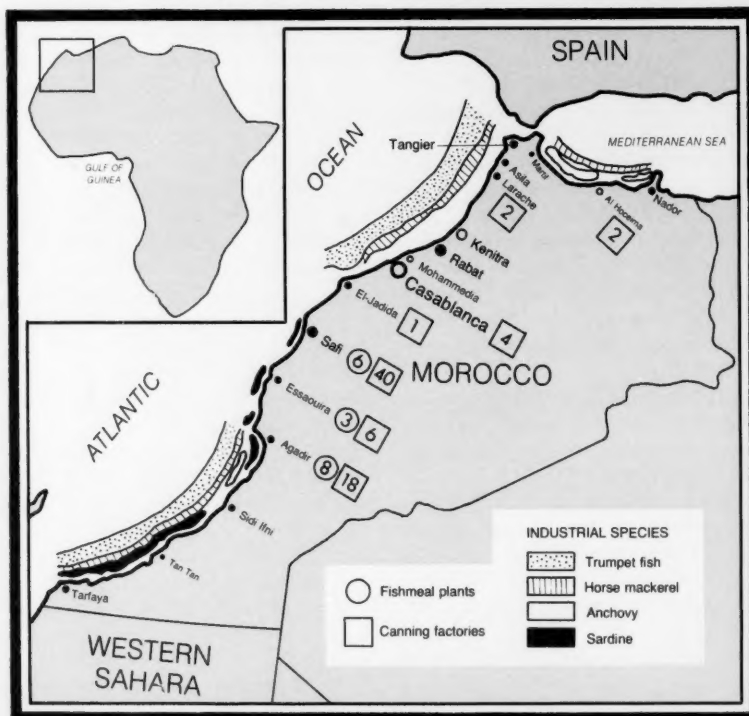 SPAIN
GULF OF
GUINEA
OCEAN
MEDITERRANEAN SEA
Tangier
Martil
Asila
Larache
2
Al Hoceima
2
Nador
Kenitra
Rabat
Mohammedia
Casablanca
4
El-Jadida
1
MOROCCO
Safi
6 40
Essaouira
3 6
ATLANTIC
Agadir
8 18
Sidi Ifni
Tan Tan
Tarfaya
WESTERN
SAHARA
INDUSTRIAL SPECIES
Trumpet fish
Horse mackerel
Anchovy
Sardine
Fishmeal plants
Canning factories